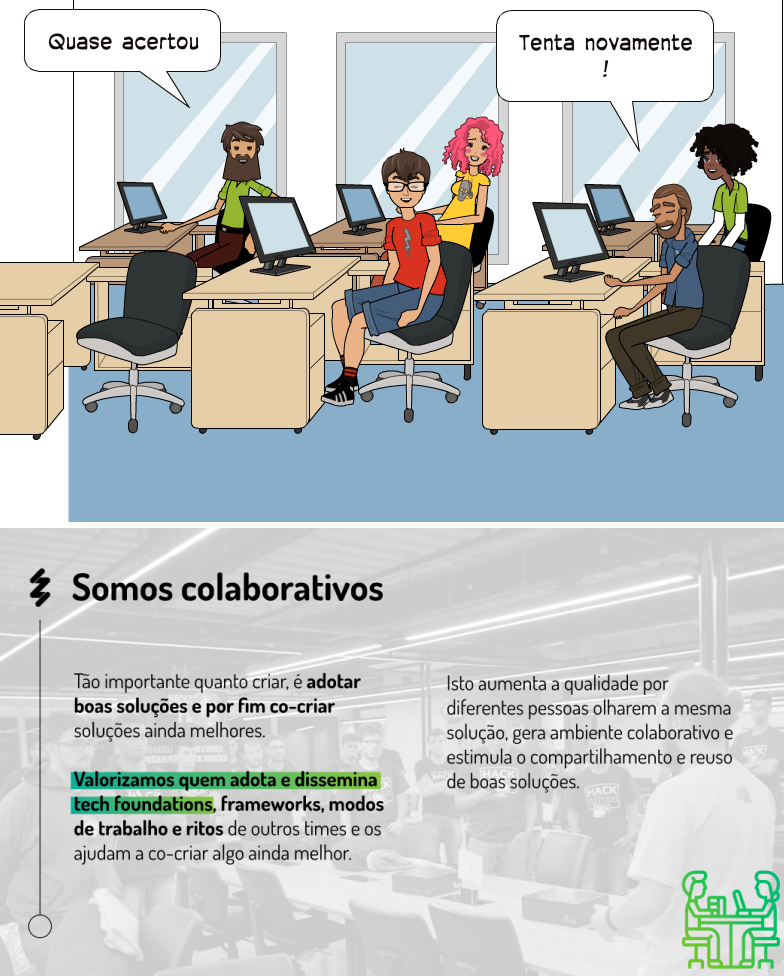 Quase acertou
Tenta novamente
!
Somos colaborativos
Tão importante quanto criar, é adotar
boas soluções e por fim co-criar
soluções ainda melhores.
Valorizamos quem adota e dissemina
tech foundations, frameworks, modos
de trabalho e ritos de outros times e os
ajudam a co-criar algo ainda melhor.
Isto aumenta a qualidade por
diferentes pessoas olharem a mesma
solução, gera ambiente colaborativo e
estimula o compartilhamento e reuso
de boas soluções.
HACK
HACK